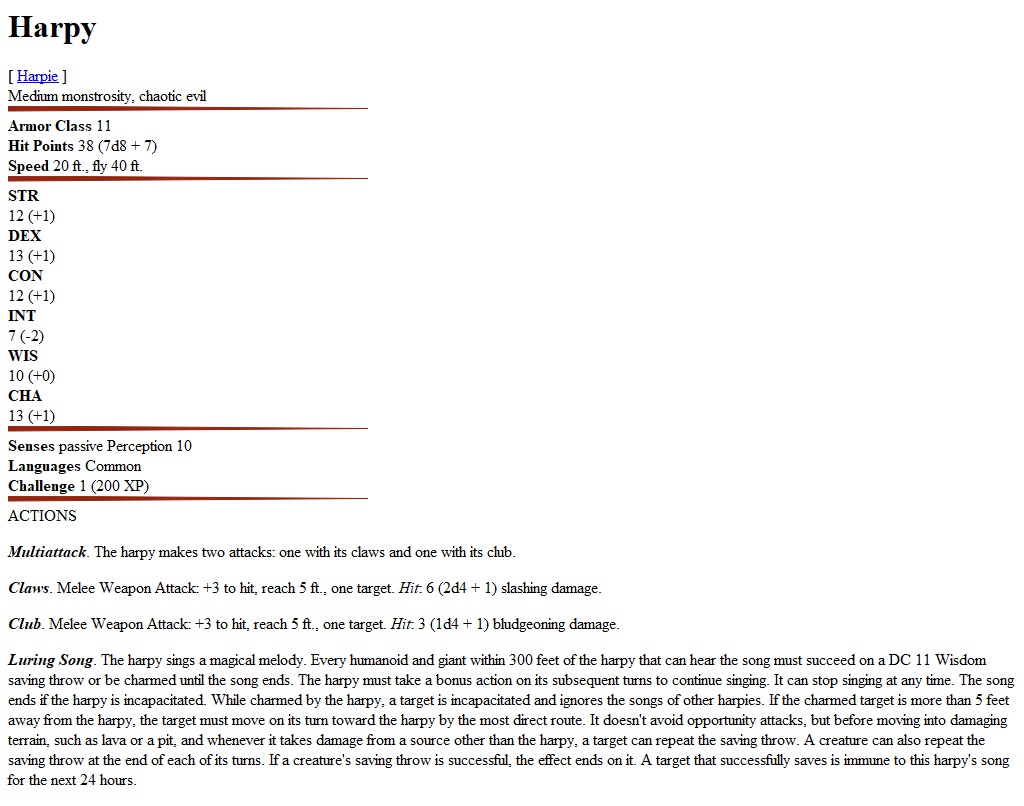 Harpy
[ Harpie ]
Medium monstrosity, chaotic evil
Armor Class 11
Hit Points 38 (7d8 + 7)
Speed 20 ft., fly 40 ft.
STR
12 (+1)
DEX
13 (+1)
CON
12 (+1)
INT
7 (-2)
WIS
10 (+0)
CHA
13 (+1)
Senses passive Perception 10
Languages Common
Challenge 1 (200 XP)
ACTIONS
Multiattack. The harpy makes two attacks: one with its claws and one with its club.
Claws. Melee Weapon Attack: +3 to hit, reach 5 ft., one target. Hit: 6 (2d4 + 1) slashing damage.
Club. Melee Weapon Attack: +3 to hit, reach 5 ft., one target. Hit: 3 (1d4 + 1) bludgeoning damage.
Luring Song. The harpy sings a magical melody. Every humanoid and giant within 300 feet of the harpy that can hear the song must succeed on a DC 11 Wisdom
saving throw or be charmed until the song ends. The harpy must take a bonus action on its subsequent turns to continue singing. It can stop singing at any time. The song
ends if the harpy is incapacitated. While charmed by the harpy, a target is incapacitated and ignores the songs of other harpies. If the charmed target is more than 5 feet
away from the harpy, the target must move on its turn toward the harpy by the most direct route. It doesn't avoid opportunity attacks, but before moving into damaging
terrain, such as lava or a pit, and whenever it takes damage from a source other than the harpy, a target can repeat the saving throw. A creature can also repeat the
saving throw at the end of each of its turns. If a creature's saving throw is successful, the effect ends on it. A target that successfully saves is immune to this harpy's song
for the next 24 hours.